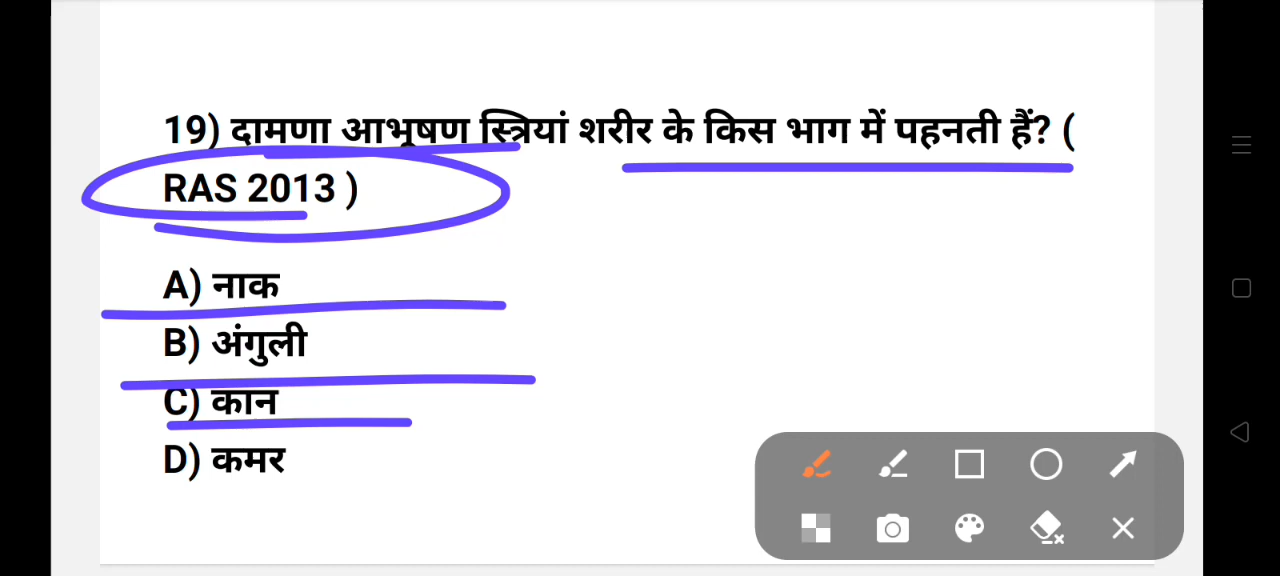 19) दामणा आभूषण स्त्रियां शरीर के किस भाग में पहनती हैं? (
RAS 2013 )
A) नाक
B) अंगुली
C) कान
D) कमर